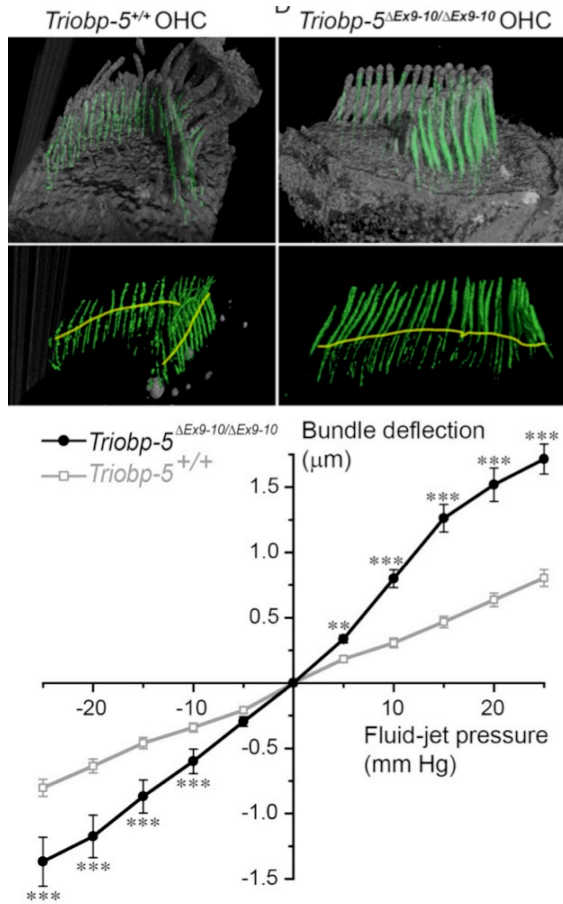 Triobp-5+/+ OHC
Triobp-5ΔEx9-10/ΔEx9-10 OHC
Triobp-5 ΔEx9-10/ΔEx9-10
Triobp-5 +/+
Bundle deflection
(μm)
***
***
1.5
***
1.0
***
0.5
**
-20
-10
10
20
Fluid-jet pressure
(mm Hg)
-0.5
***
-1.0
***
***
***
-1.5